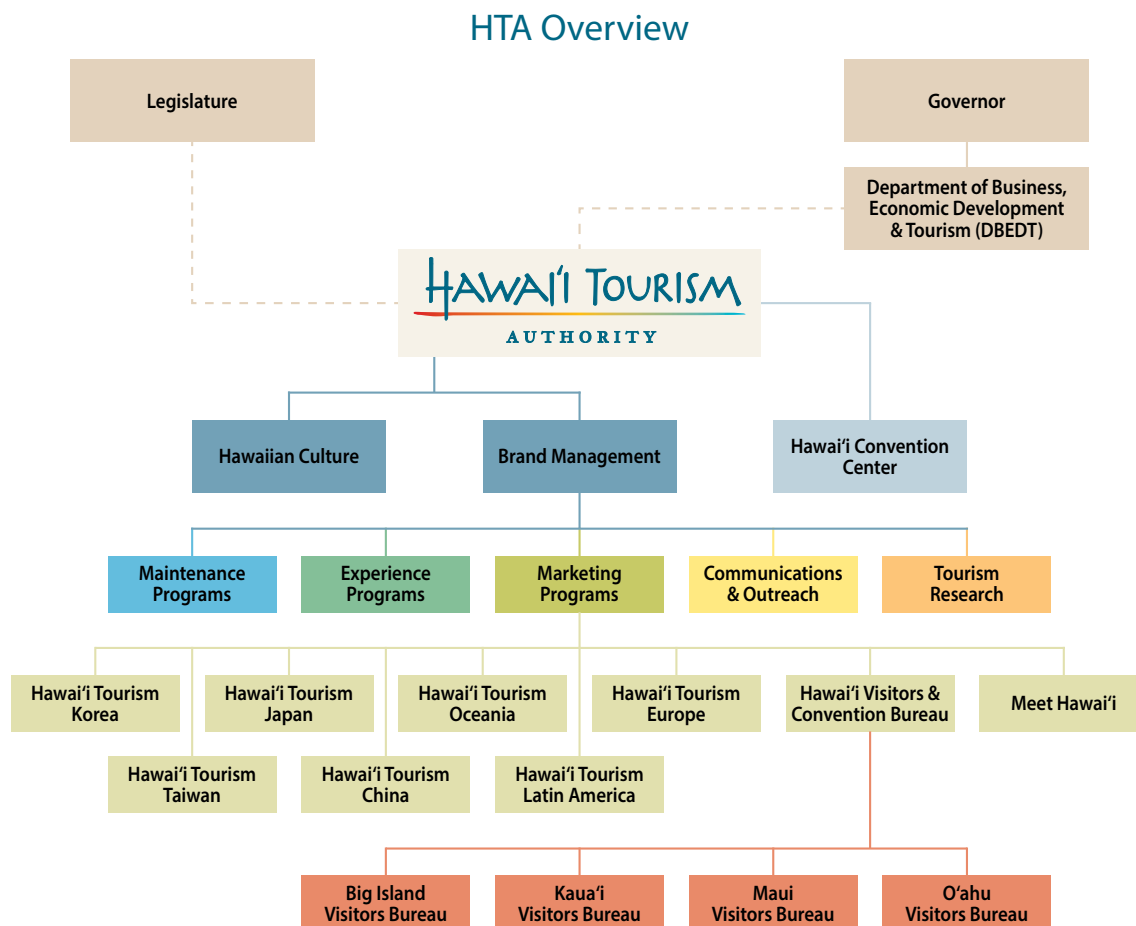 HTA Overview
Legislature
Governor
Department of Business,
Economic Development
& Tourism (DBEDT)
HAWAI‘I TOURISM
AUTHORITY
Hawaiian Culture
Brand Management
Hawai‘i Convention
Center
Maintenance
Programs
Experience
Programs
Marketing
Programs
Communications
& Outreach
Tourism
Research
Hawai‘i Tourism
Korea
Hawai‘i Tourism
Japan
Hawai‘i Tourism
Oceania
Hawai‘i Tourism
Europe
Hawai‘i Visitors &
Convention Bureau
Meet Hawai‘i
Hawai‘i Tourism
Taiwan
Hawai‘i Tourism
China
Hawai‘i Tourism
Latin America
Big Island
Visitors Bureau
Kaua‘i
Visitors Bureau
Maui
Visitors Bureau
O‘ahu
Visitors Bureau